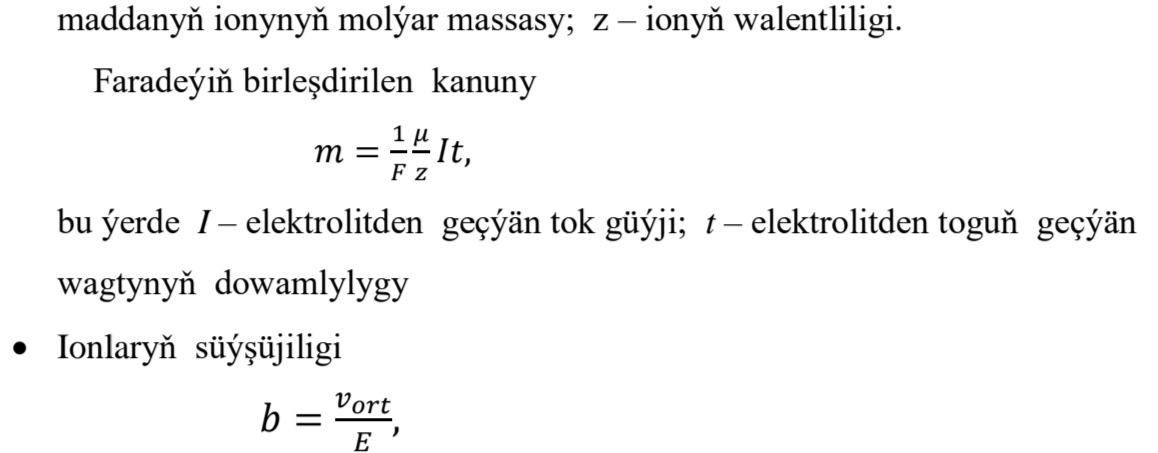 maddanyň ionynyň molýar massasy; z – ionyň walentliligi.
Faradeýiň birleşdirilen kanuny
m = \frac{1}{F}\frac{μ}{z}It,
bu ýerde I – elektrolitden geçýän tok güýji; t – elektrolitden toguň geçýän
wagtynyň dowamlylygy
• Ionlaryň süýşüjiligi
b = \frac{v_{ort}}{E},